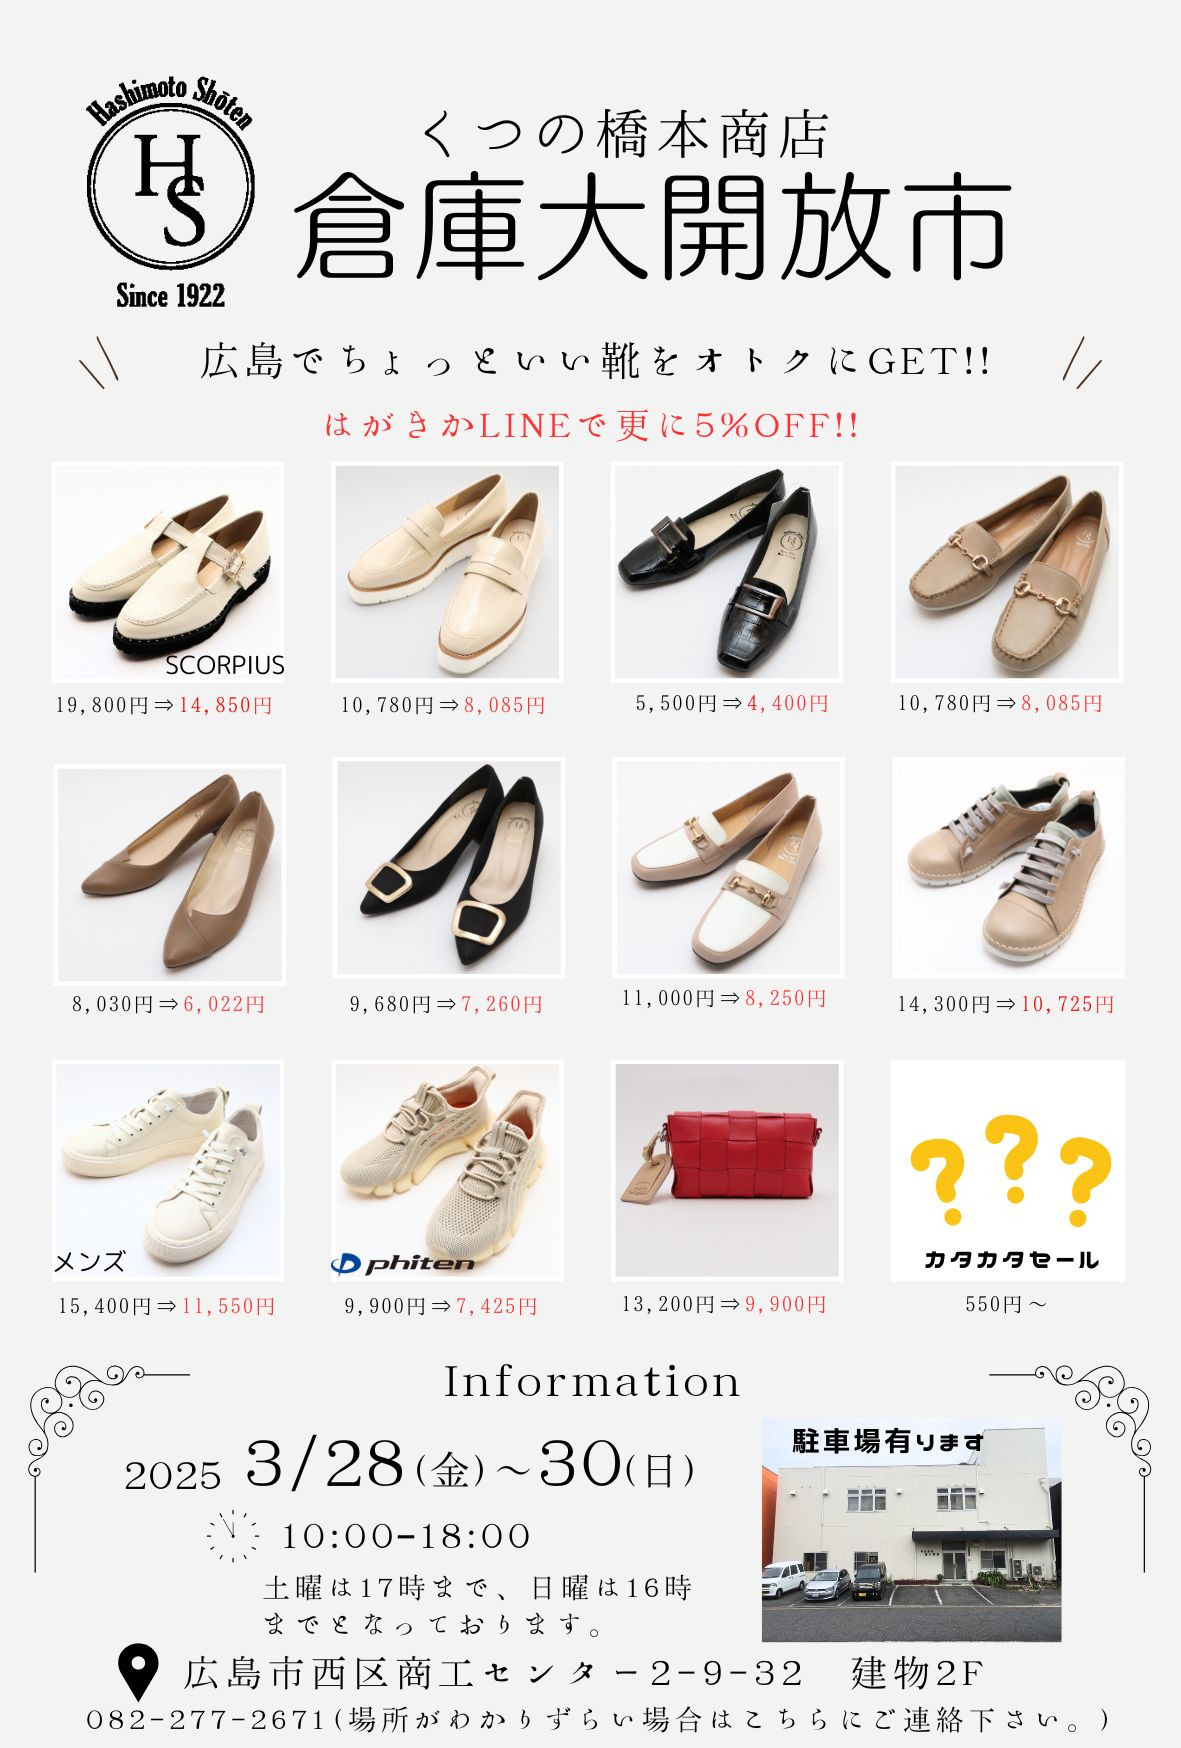 Hashimoto Shōten
HS
Since 1922
くつの橋本商店
倉庫大開放市
広島でちょっといい靴をオトクにGET!!
はがきかLINEで更に5%OFF!!
SCORPIUS
19,800円⇒14,850円
10,780円⇒8,085円
5,500円⇒4,400円
10,780円⇒8,085円
8,030円⇒6,022円
9,680円⇒7,260円
11,000円⇒8,250円
14,300円⇒10,725円
メンズ
15,400円⇒11,550円
phiten
9,900円⇒7,425円
13,200円⇒9,900円
???
カタカタセール
550円～
Information
2025 3/28(金)～30(日)
10:00-18:00
土曜は17時まで、日曜は16時
までとなっております。
駐車場有ります
広島市西区商工センター2-9-32 建物2F
082-277-2671(場所がわかりずらい場合はこちらにご連絡下さい。)